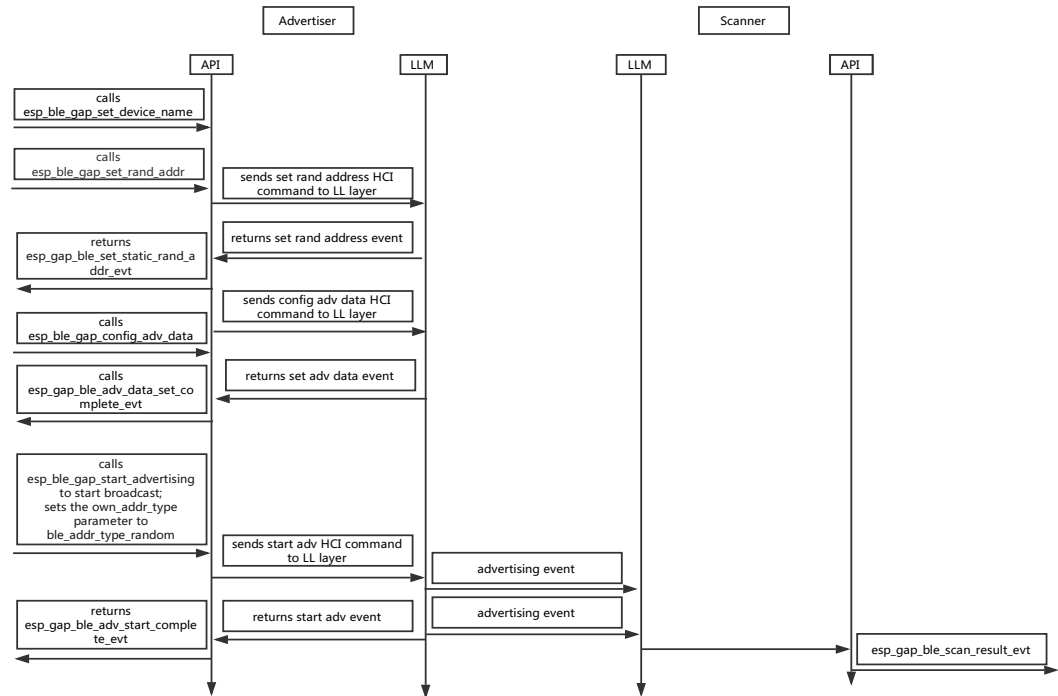 Advertiser
Scanner
API
LLM
LLM
API
calls
esp_ble_gap_set_device_name
calls
esp_ble_gap_set_rand_addr
sends set rand address HCI
command to LL layer
returns set rand address event
returns
esp_gap_ble_set_static_rand_a
ddr_evt
sends config adv data HCI
command to LL layer
calls
esp_ble_gap_config_adv_data
returns set adv data event
calls
esp_gap_ble_adv_data_set_co
mplete_evt
calls
esp_ble_gap_start_advertising
to start broadcast;
sets the own_addr_type
parameter to
ble_addr_type_random
sends start adv HCI command
to LL layer
advertising event
returns
esp_gap_ble_adv_start_comple
te_evt
returns start adv event
advertising event
esp_gap_ble_scan_result_evt